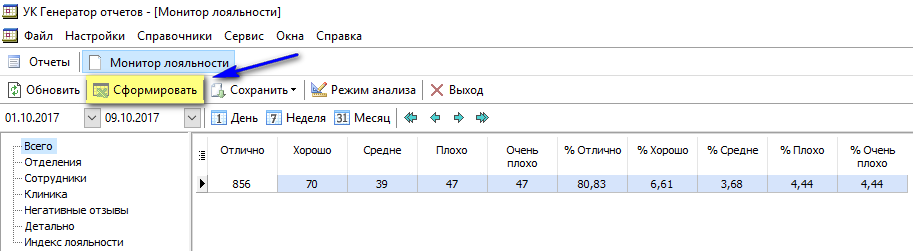 УК Генератор отчетов - [Монитор лояльности]
Файл Настройки Справочники Сервис Окна Справка
Отчеты Монитор лояльности
Обновить Сформировать Сохранить Режим анализа Выход
01.10.2017 09.10.2017 1 День 7 Неделя 31 Месяц
Всего
Отделения
Сотрудники
Клиника
Негативные отзывы
Детально
Индекс лояльности
Отлично Хорошо Средне Плохо Очень плохо % Отлично % Хорошо % Средне % Плохо % Очень плохо
856 70 39 47 47 80,83 6,61 3,68 4,44 4,44